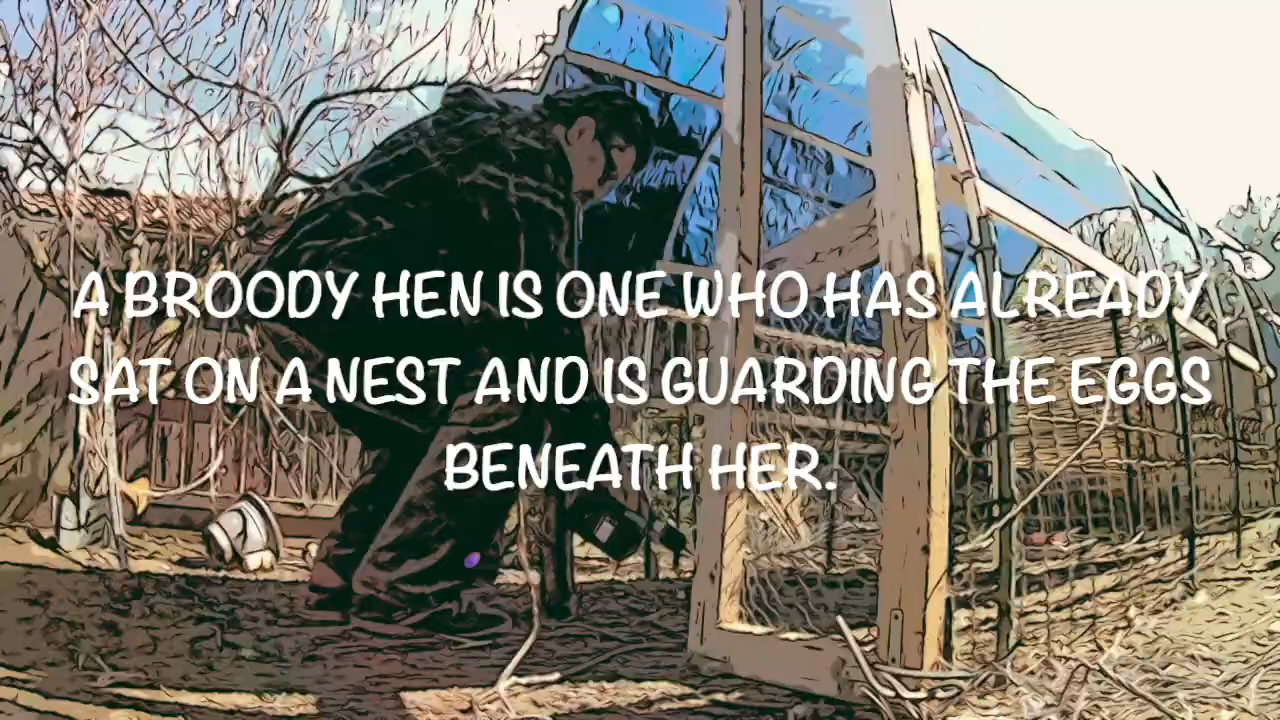 A BROODY HEN IS ONE WHO HAS ALREADY
SAT ON A NEST AND IS GUARDING THE EGGS
BENEATH HER.